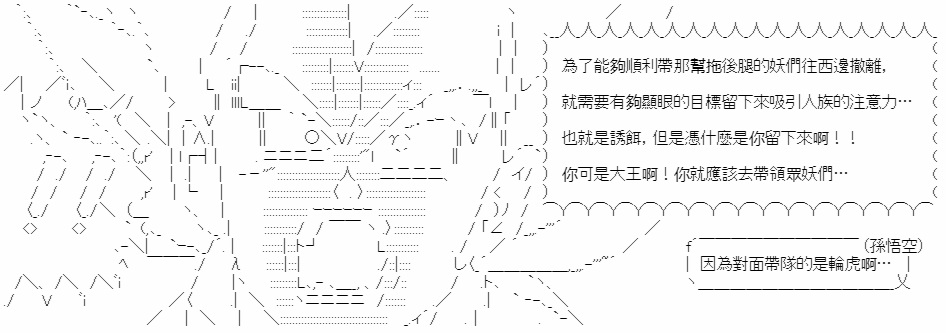 為了能夠順利帶那幫拖後腿的妖們往西邊撤離，
就需要有夠顯眼的目標留下來吸引人族的注意力…
也就是誘餌，但是憑什麼是你留下來啊！！
你可是大王啊！你就應該去帶領眾妖們…
(孫悟空)
因為對面帶隊的是輪虎啊…